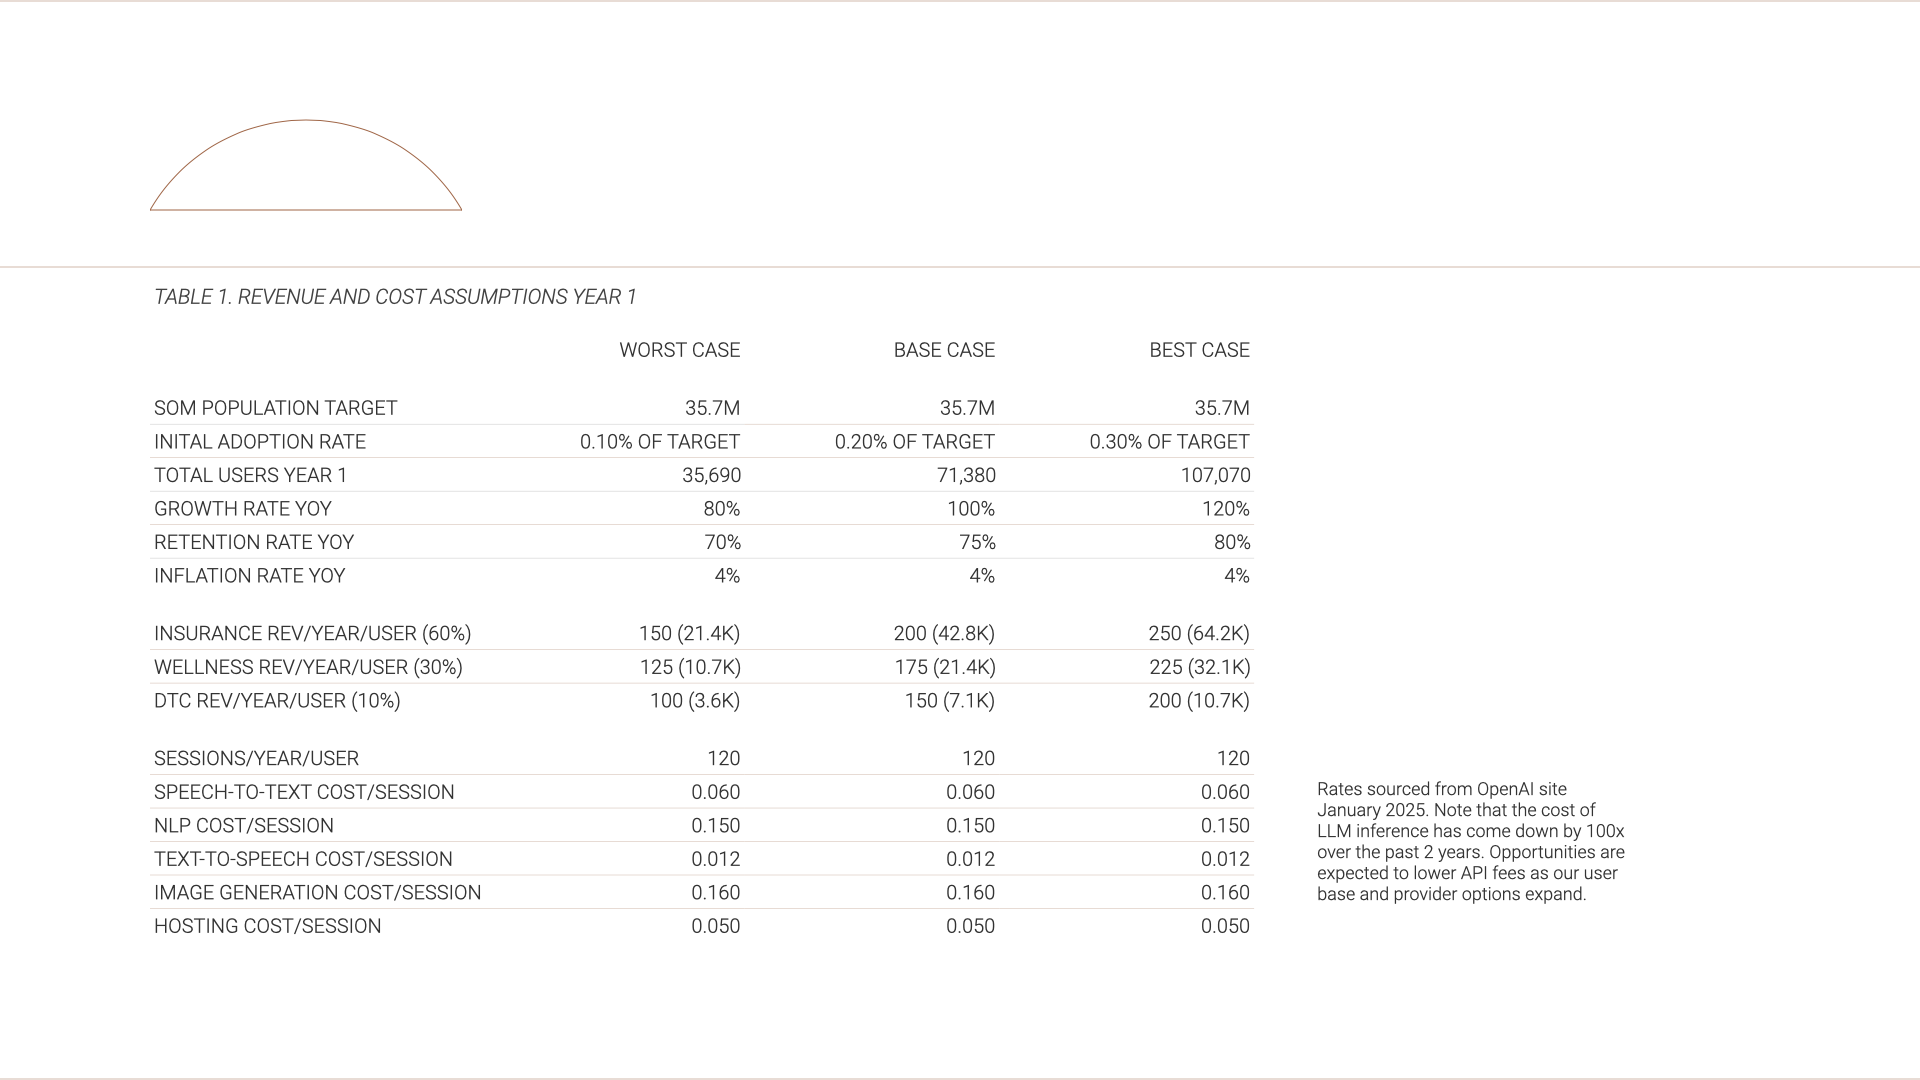 TABLE 1. REVENUE AND COST ASSUMPTIONS YEAR 1
WORST CASE BASE CASE BEST CASE
SOM POPULATION TARGET 35.7M 35.7M 35.7M
INITAL ADOPTION RATE 0.10% OF TARGET 0.20% OF TARGET 0.30% OF TARGET
TOTAL USERS YEAR 1 35,690 71,380 107,070
GROWTH RATE YOY 80% 100% 120%
RETENTION RATE YOY 70% 75% 80%
INFLATION RATE YOY 4% 4% 4%
INSURANCE REV/YEAR/USER (60%) 150 (21.4K) 200 (42.8K) 250 (64.2K)
WELLNESS REV/YEAR/USER (30%) 125 (10.7K) 175 (21.4K) 225 (32.1K)
DTC REV/YEAR/USER (10%) 100 (3.6K) 150 (7.1K) 200 (10.7K)
SESSIONS/YEAR/USER 120 120 120
SPEECH-TO-TEXT COST/SESSION 0.060 0.060 0.060
NLP COST/SESSION 0.150 0.150 0.150
TEXT-TO-SPEECH COST/SESSION 0.012 0.012 0.012
IMAGE GENERATION COST/SESSION 0.160 0.160 0.160
HOSTING COST/SESSION 0.050 0.050 0.050
Rates sourced from OpenAI site
January 2025. Note that the cost of
LLM inference has come down by 100x
over the past 2 years. Opportunities are
expected to lower API fees as our user
base and provider options expand.